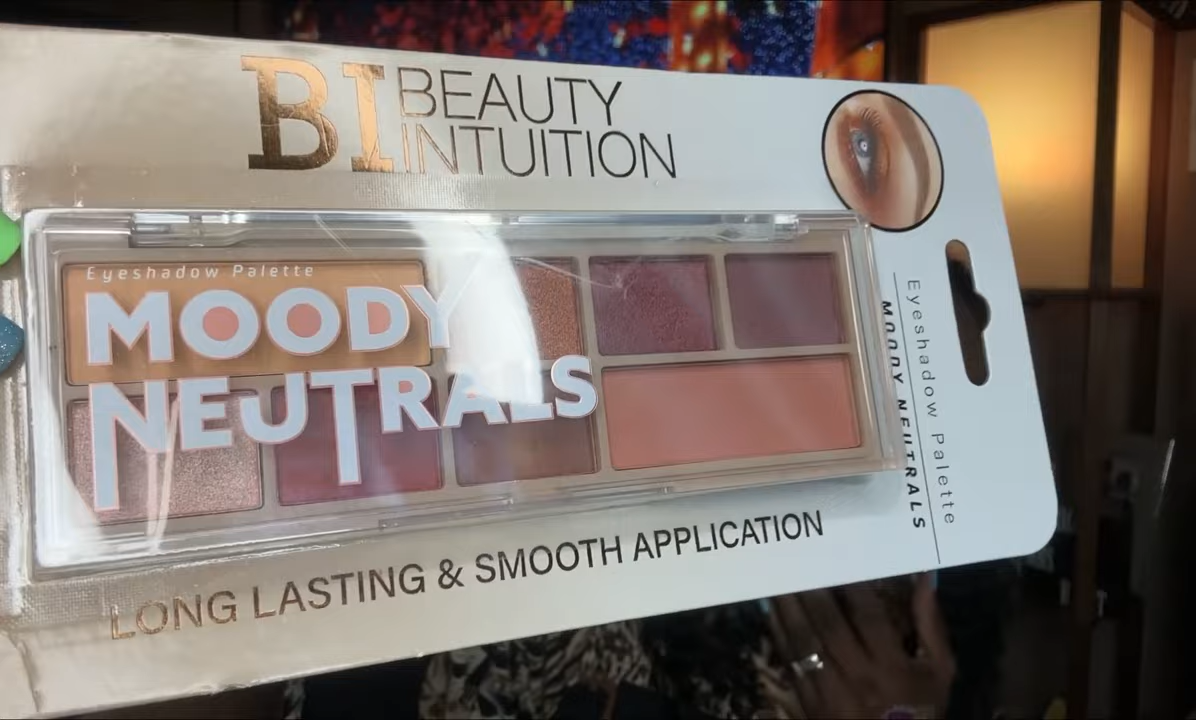 BI BEAUTY
INTUITION
Eyeshadow Palette
MOODY
NEUTRALS
LONG LASTING & SMOOTH APPLICATION
Eyeshadow Palette
MOODY NEUTRALS